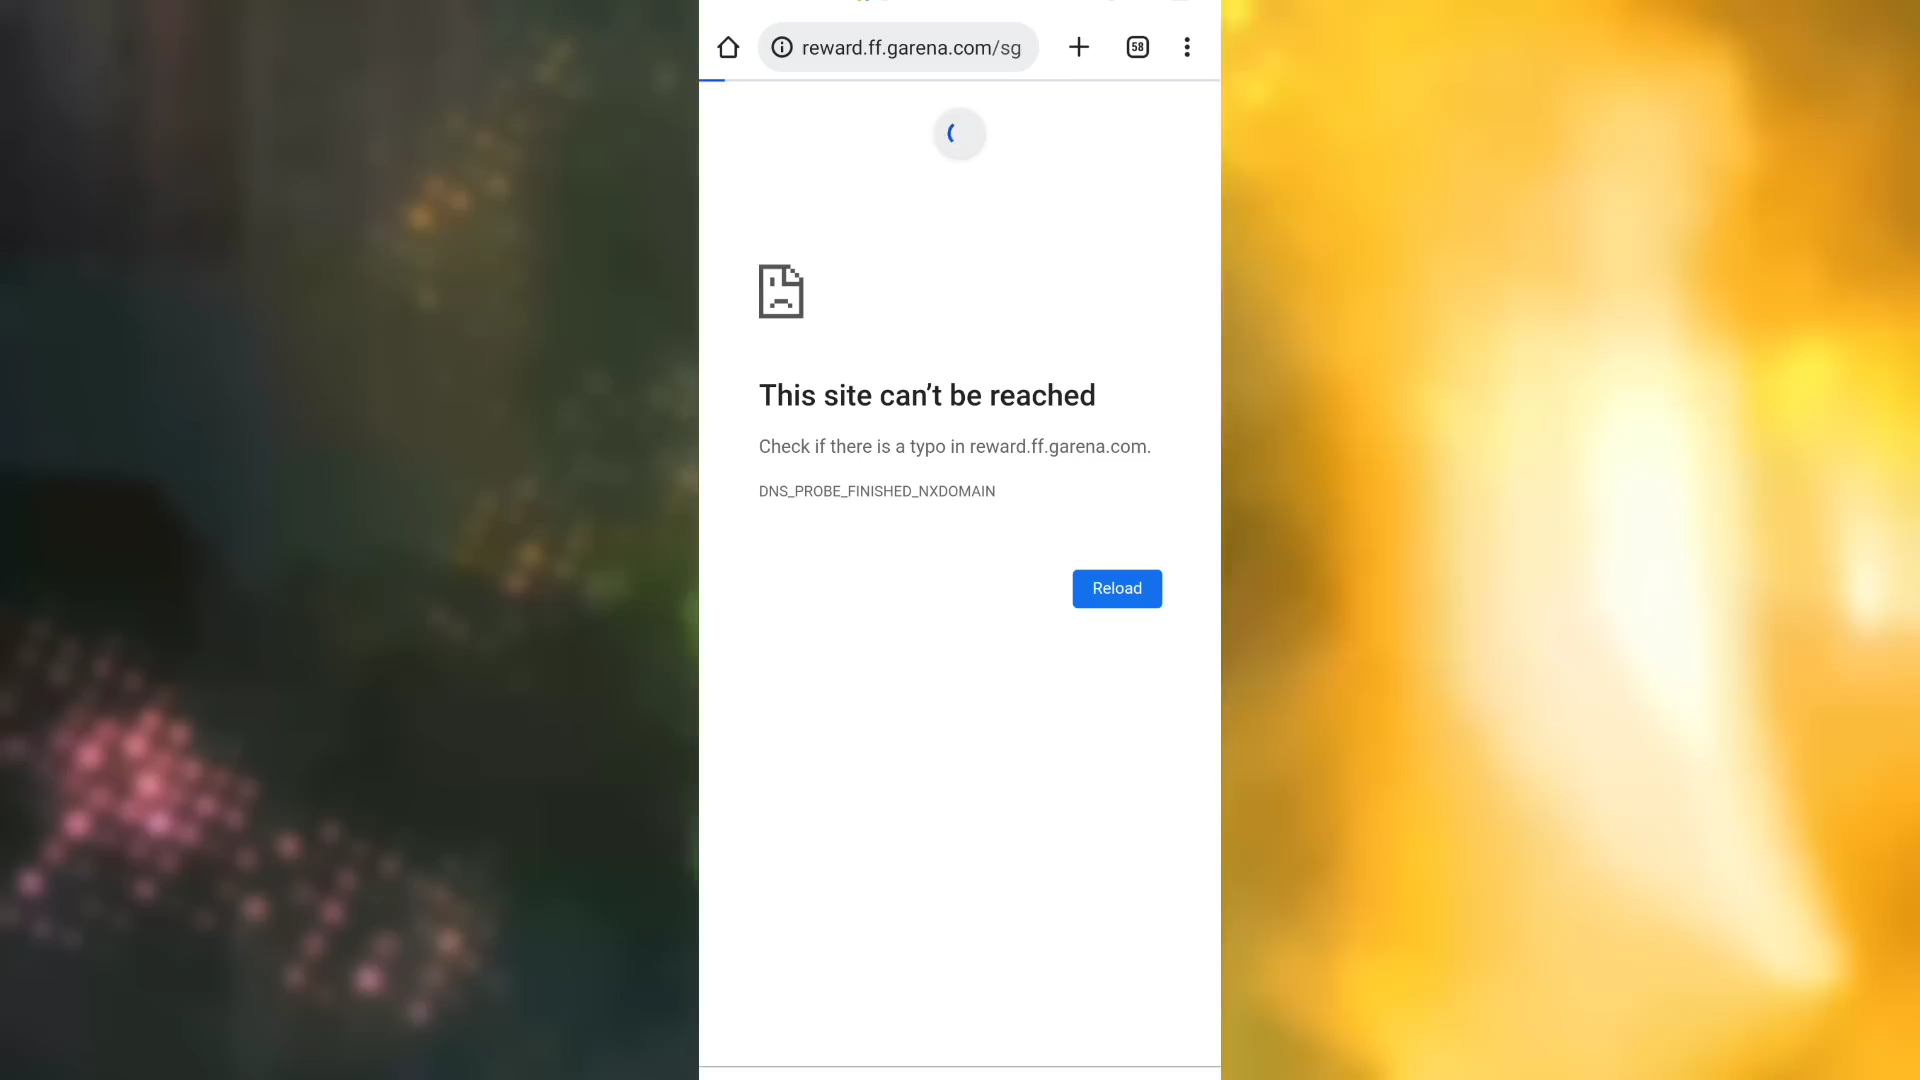 reward.ff.garena.com/sg
58
This site can’t be reached
Check if there is a typo in reward.ff.garena.com.
DNS_PROBE_FINISHED_NXDOMAIN
Reload